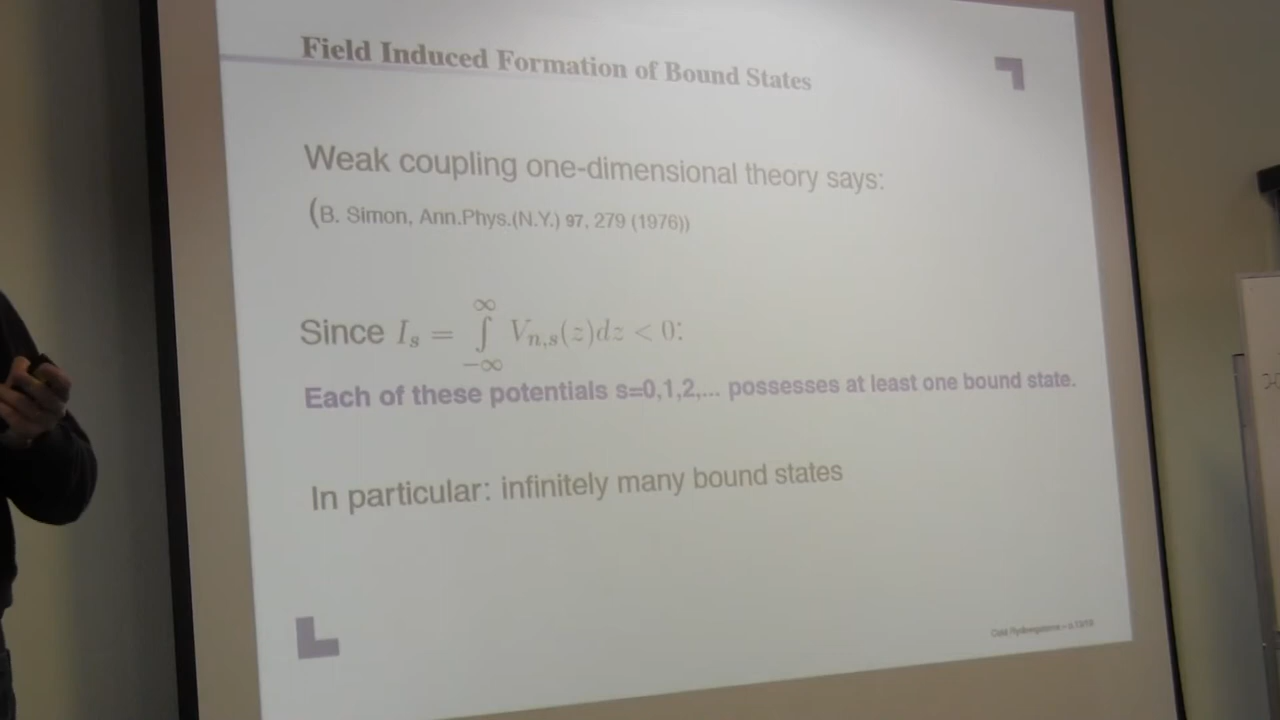 Field Induced Formation of Bound States
Weak coupling one-dimensional theory says:
(B. Simon, Ann.Phys.(N.Y.) 97, 279 (1976))
Since I_s = ∫_{-∞}^{∞} V_{n,s}(z)dz < 0:
Each of these potentials s=0,1,2,... possesses at least one bound state.
In particular: infinitely many bound states